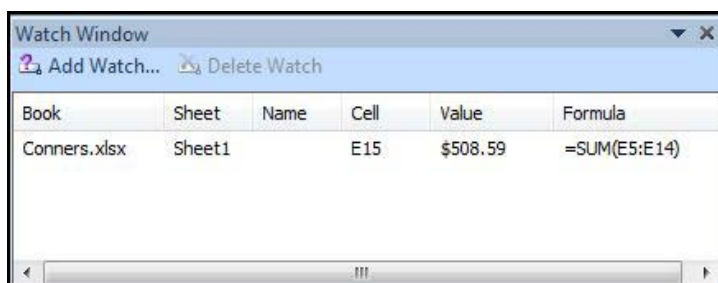 Watch Window
Add Watch... Delete Watch
Book Sheet Name Cell Value Formula
Conners.xlsx Sheet1 E15 $508.59 =SUM(E5:E14)